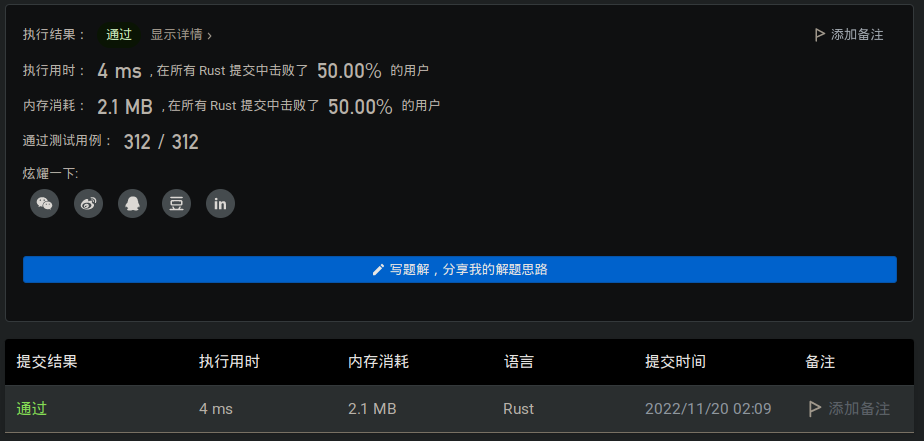 执行结果： 通过 显示详情 › 添加备注
执行用时： 4 ms , 在所有 Rust 提交中击败了 50.00% 的用户
内存消耗： 2.1 MB , 在所有 Rust 提交中击败了 50.00% 的用户
通过测试用例： 312 / 312
炫耀一下:
豆 in
写题解，分享我的解题思路
提交结果 执行用时 内存消耗 语言 提交时间 备注
通过 4 ms 2.1 MB Rust 2022/11/20 02:09 添加备注